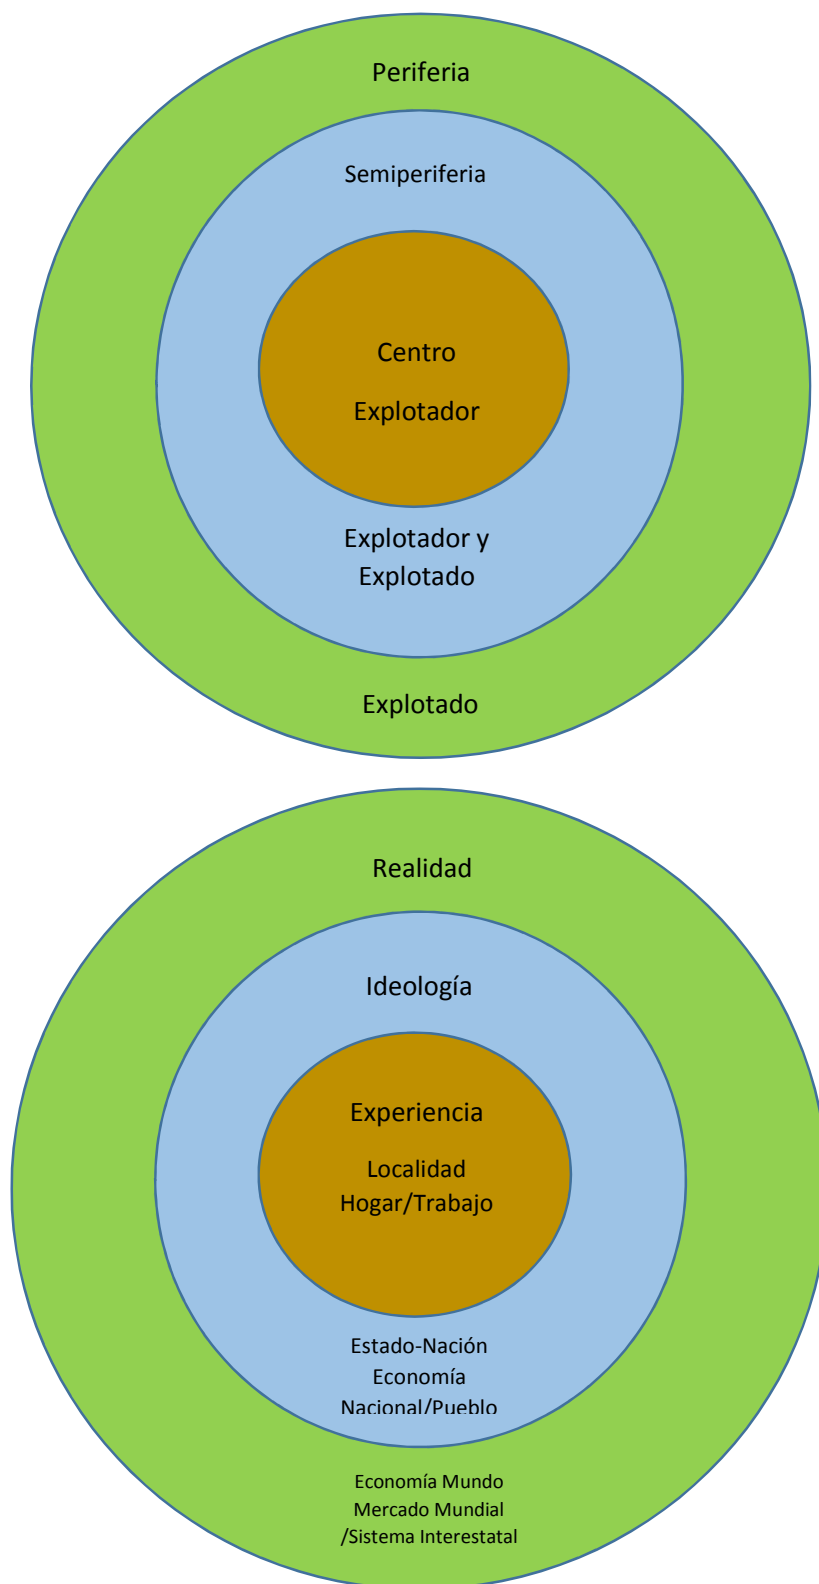 Periferia
Semiperiferia
Centro
Explotador
Explotador y
Explotado
Explotado
Realidad
Ideología
Experiencia
Localidad
Hogar/Trabajo
Estado-Nación
Economía
Nacional/Pueblo
Economía Mundo
Mercado Mundial
/Sistema Interestatal